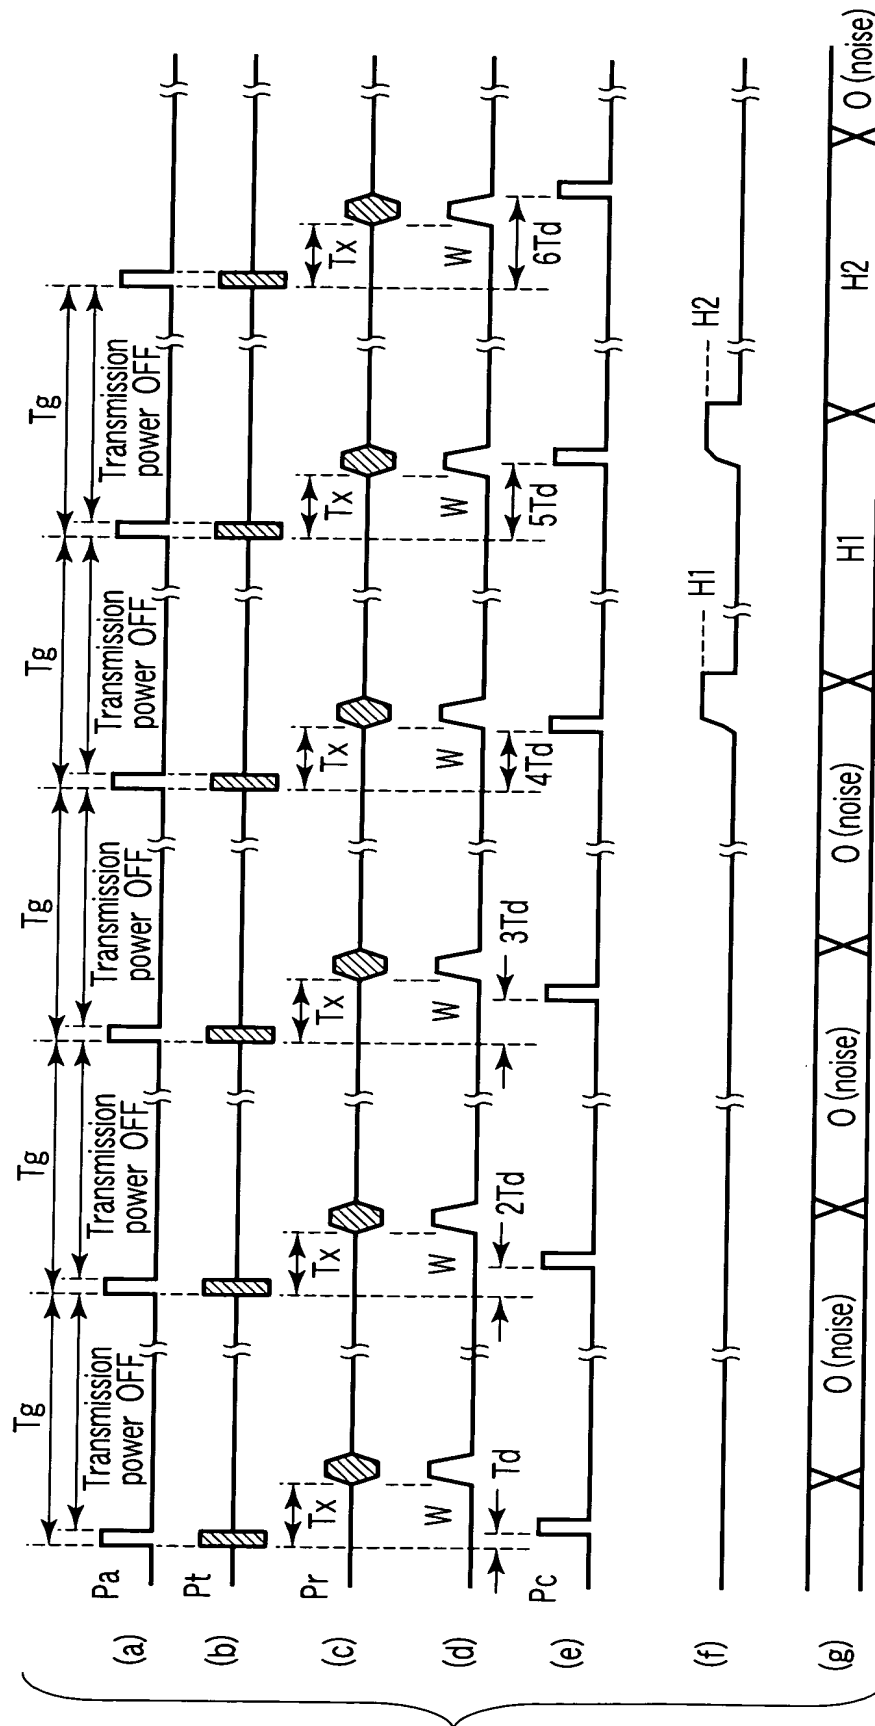 Tg Tg Tg Tg Tg
Transmission power OFF Transmission power OFF Transmission power OFF Transmission power OFF Transmission power OFF
(a) Pa
(b) Pt
(c) Pr
Tx Tx Tx Tx Tx Tx
(d)
W W W W W W
(e) Pc
Td 2Td 3Td 4Td 5Td 6Td
(f)
H1 H2
(g)
O (noise) O (noise) O (noise) H1 H2 O (noise)